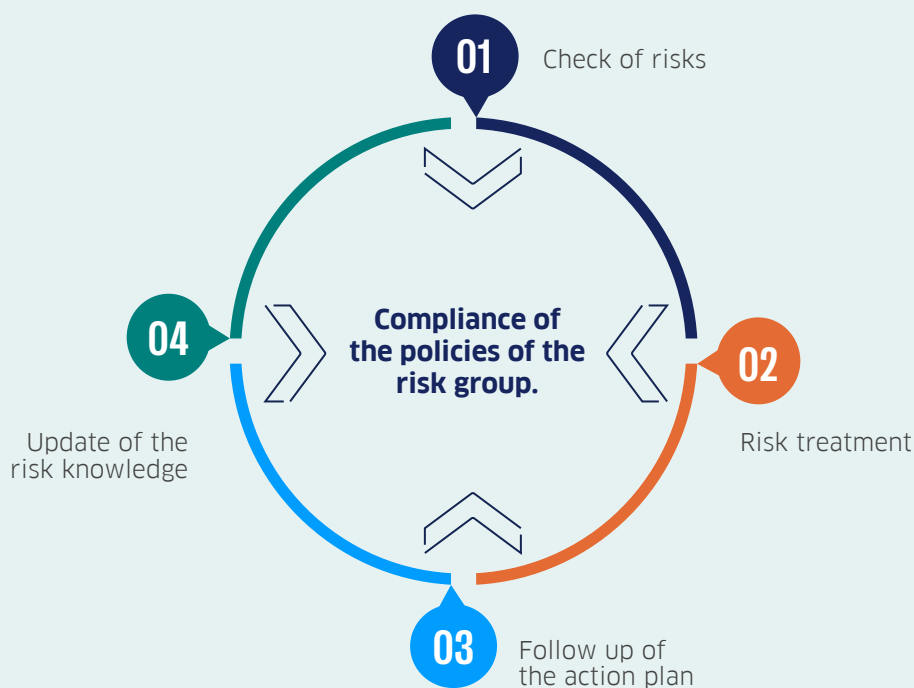 01
Check of risks
02
Risk treatment
03
Follow up of
the action plan
04
Update of the
risk knowledge
Compliance of
the policies of the
risk group.